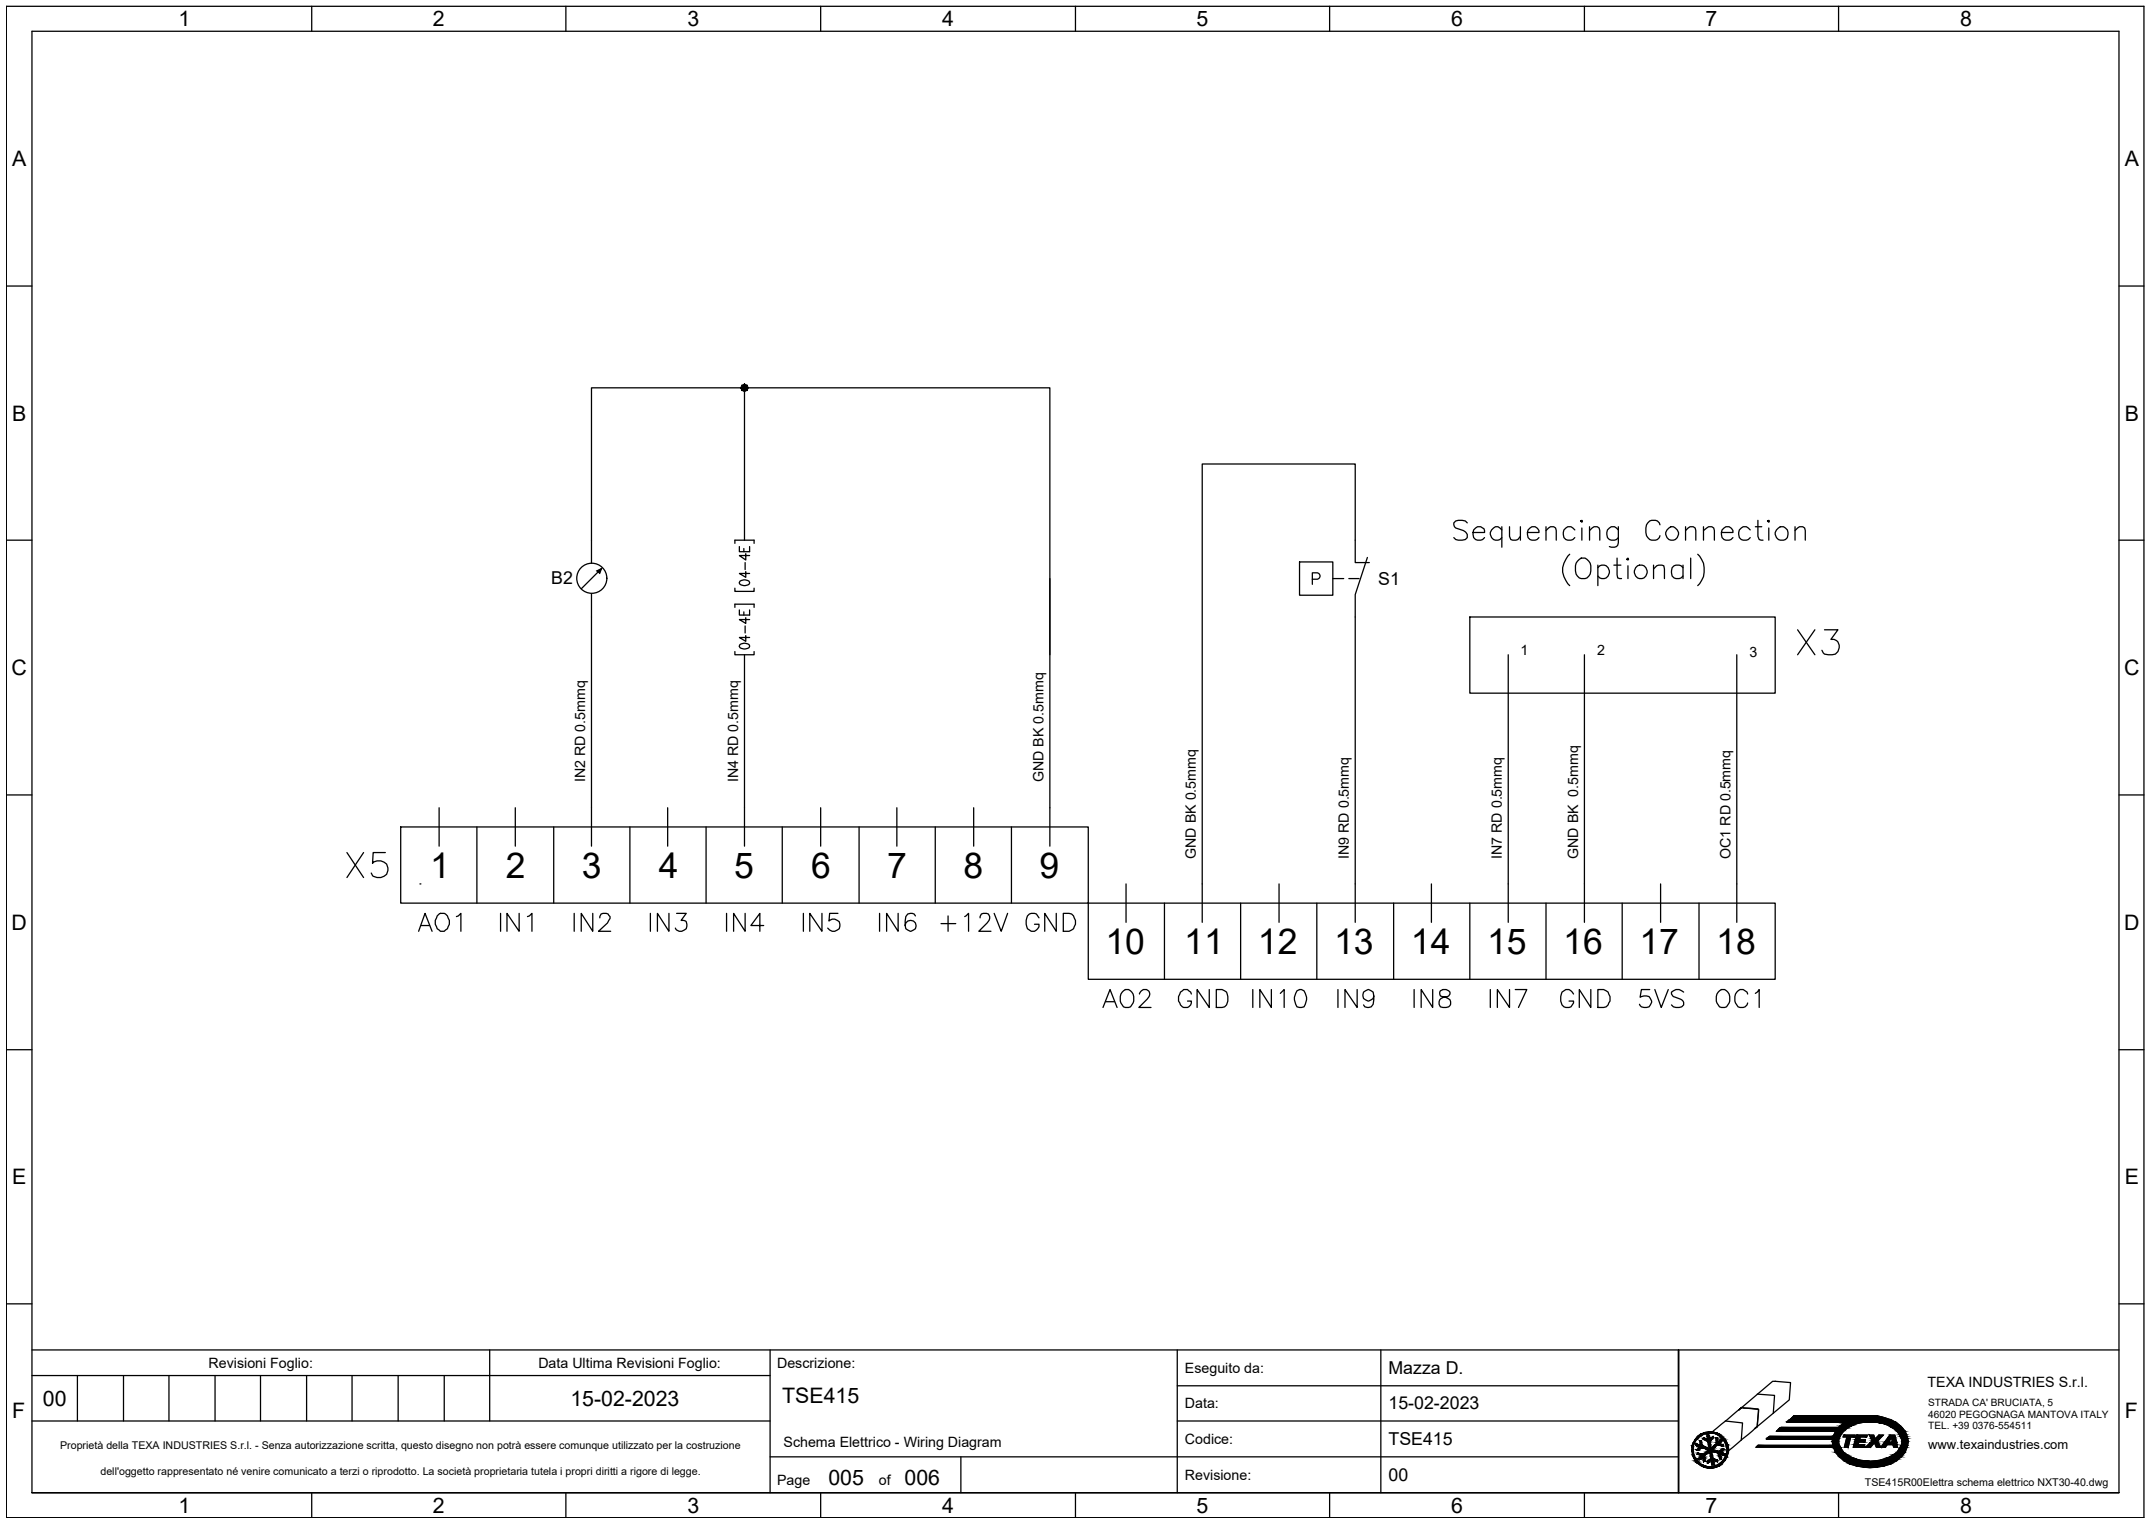 1 2 3 4 5 6 7 8
A A
B B
C C
D D
E E
F F
B2
[04-4E]
[04-4E]
IN2 RD 0.5mmq
IN4 RD 0.5mmq
GND BK 0.5mmq
P
S1
Sequencing Connection
(Optional)
1 2 3
X3
GND BK 0.5mmq
IN9 RD 0.5mmq
IN7 RD 0.5mmq
GND BK 0.5mmq
OC1 RD 0.5mmq
X5
1 2 3 4 5 6 7 8 9
AO1 IN1 IN2 IN3 IN4 IN5 IN6 +12V GND
10 11 12 13 14 15 16 17 18
AO2 GND IN10 IN9 IN8 IN7 GND 5VS OC1
Revisioni Foglio:
00
Data Ultima Revisioni Foglio:
15-02-2023
Proprietà della TEXA INDUSTRIES S.r.l. - Senza autorizzazione scritta, questo disegno non potrà essere comunque utilizzato per la costruzione
dell'oggetto rappresentato né venire comunicato a terzi o riprodotto. La società proprietaria tutela i propri diritti a rigore di legge.
Descrizione:
TSE415
Schema Elettrico - Wiring Diagram
Page 005 of 006
Eseguito da: Mazza D.
Data: 15-02-2023
Codice: TSE415
Revisione: 00
TEXA
TEXA INDUSTRIES S.r.l.
STRADA CA' BRUCIATA, 5
46020 PEGOGNAGA MANTOVA ITALY
TEL. +39 0376-554511
www.texaindustries.com
TSE415R00Elettra schema elettrico NXT30-40.dwg
1 2 3 4 5 6 7 8